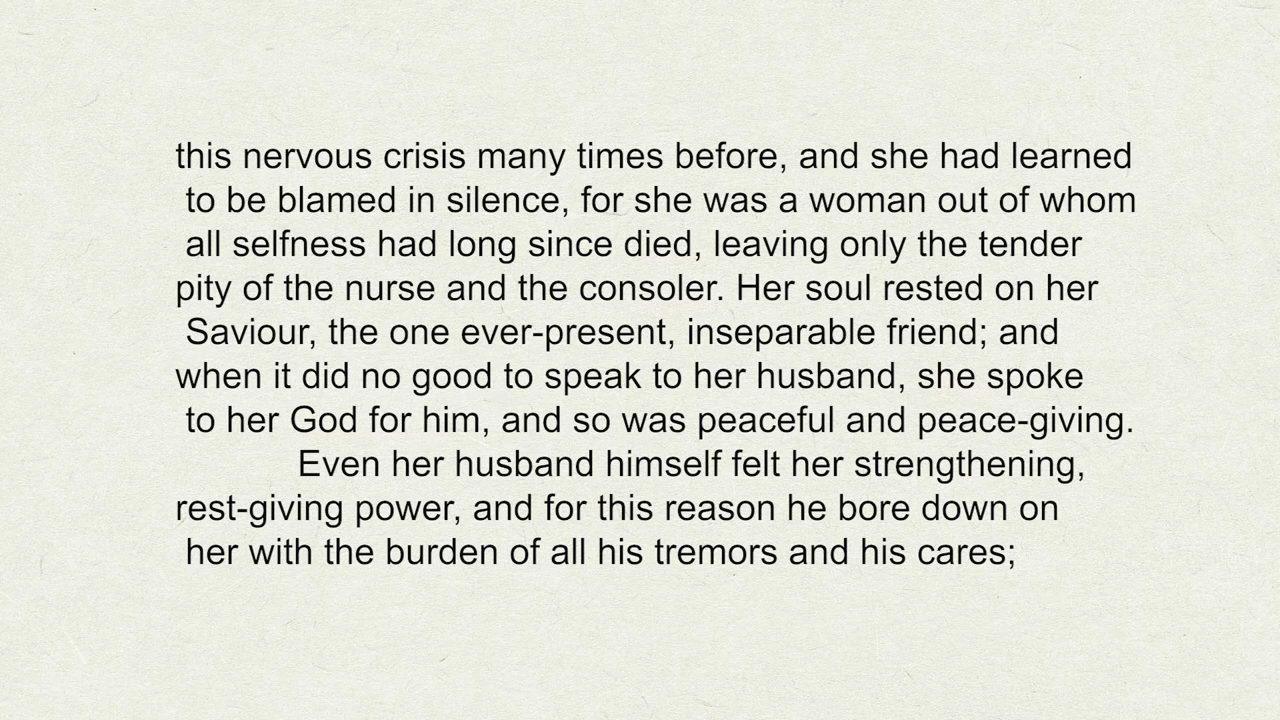 this nervous crisis many times before, and she had learned
to be blamed in silence, for she was a woman out of whom
all selfness had long since died, leaving only the tender
pity of the nurse and the consoler. Her soul rested on her
Saviour, the one ever-present, inseparable friend; and
when it did no good to speak to her husband, she spoke
to her God for him, and so was peaceful and peace-giving.
Even her husband himself felt her strengthening,
rest-giving power, and for this reason he bore down on
her with the burden of all his tremors and his cares;